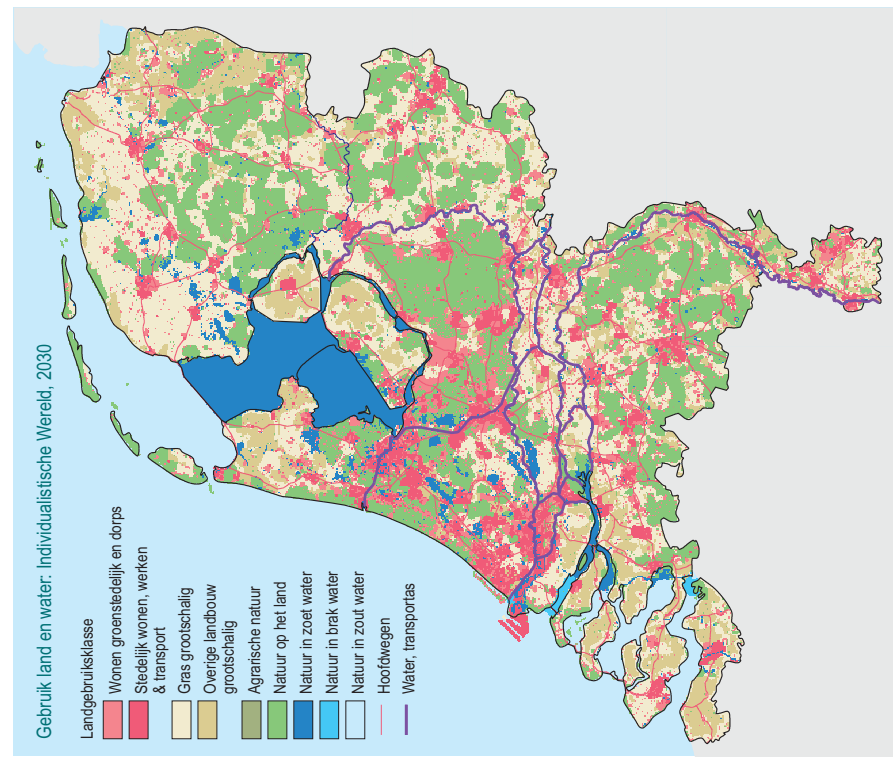 Gebruik land en water: Individualistische Wereld, 2030
Landgebruiksklasse
Wonen groenstedelijk en dorps
Stedelijk wonen, werken
& transport
Gras grootschalig
Overige landbouw
grootschalig
Agrarische natuur
Natuur op het land
Natuur in zoet water
Natuur in brak water
Natuur in zout water
Hoofdwegen
Water, transportas